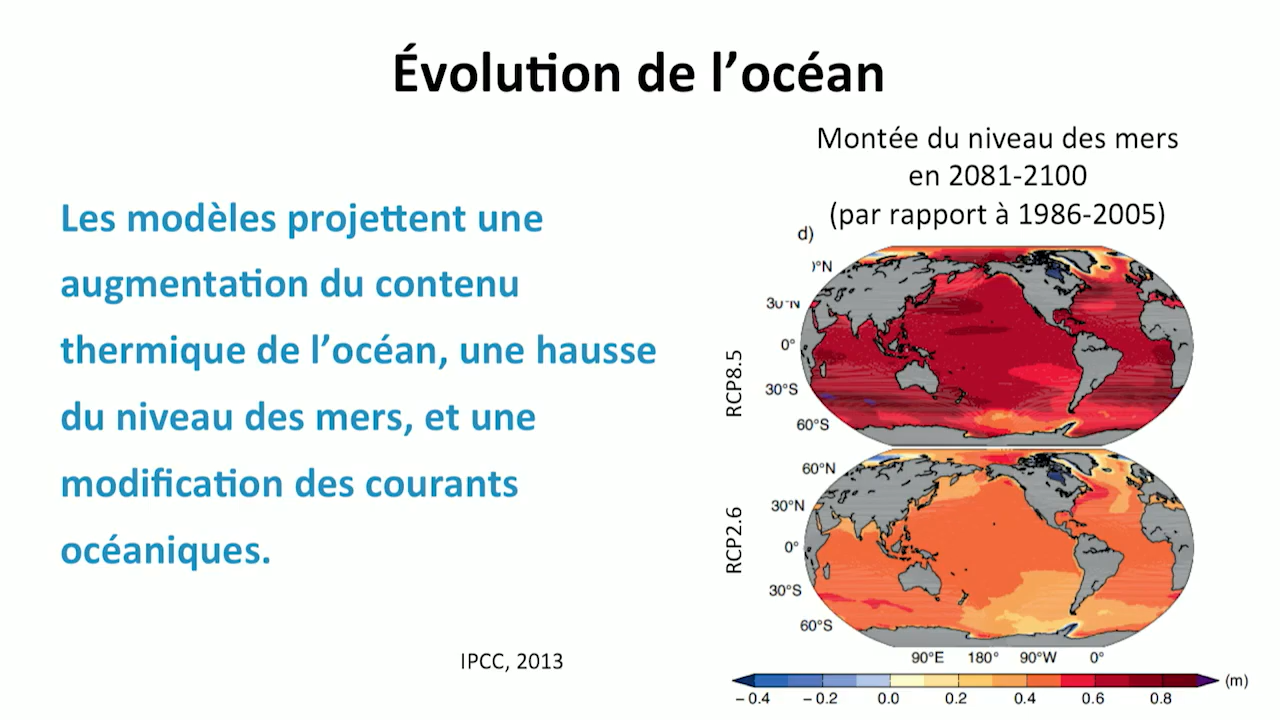 Évolution de l’océan
Les modèles projettent une
augmentation du contenu
thermique de l’océan, une hausse
du niveau des mers, et une
modification des courants
océaniques.
IPCC, 2013
Montée du niveau des mers
en 2081-2100
(par rapport à 1986-2005)
d)
°N
30°N
0°
30°S
60°S
RCP8.5
60°N
30°N
0°
30°S
60°S
RCP2.6
90°E 180° 90°W 0°
−0.4 −0.2 0.0 0.2 0.4 0.6 0.8 (m)